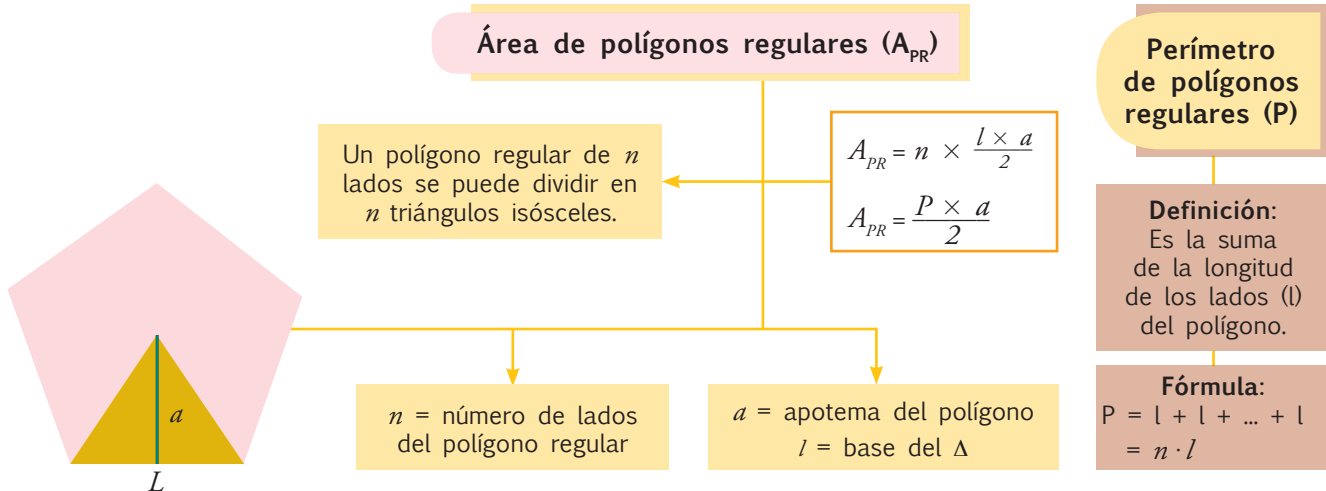 Área de polígonos regulares (A_PR)
Un polígono regular de n
lados se puede dividir en
n triángulos isósceles.
A_PR = n × \frac{l × a}{2}
A_PR = \frac{P × a}{2}
a
L
n = número de lados
del polígono regular
a = apotema del polígono
l = base del Δ
Perímetro
de polígonos
regulares (P)
Definición:
Es la suma
de la longitud
de los lados (l)
del polígono.
Fórmula:
P = l + l + ... + l
= n · l